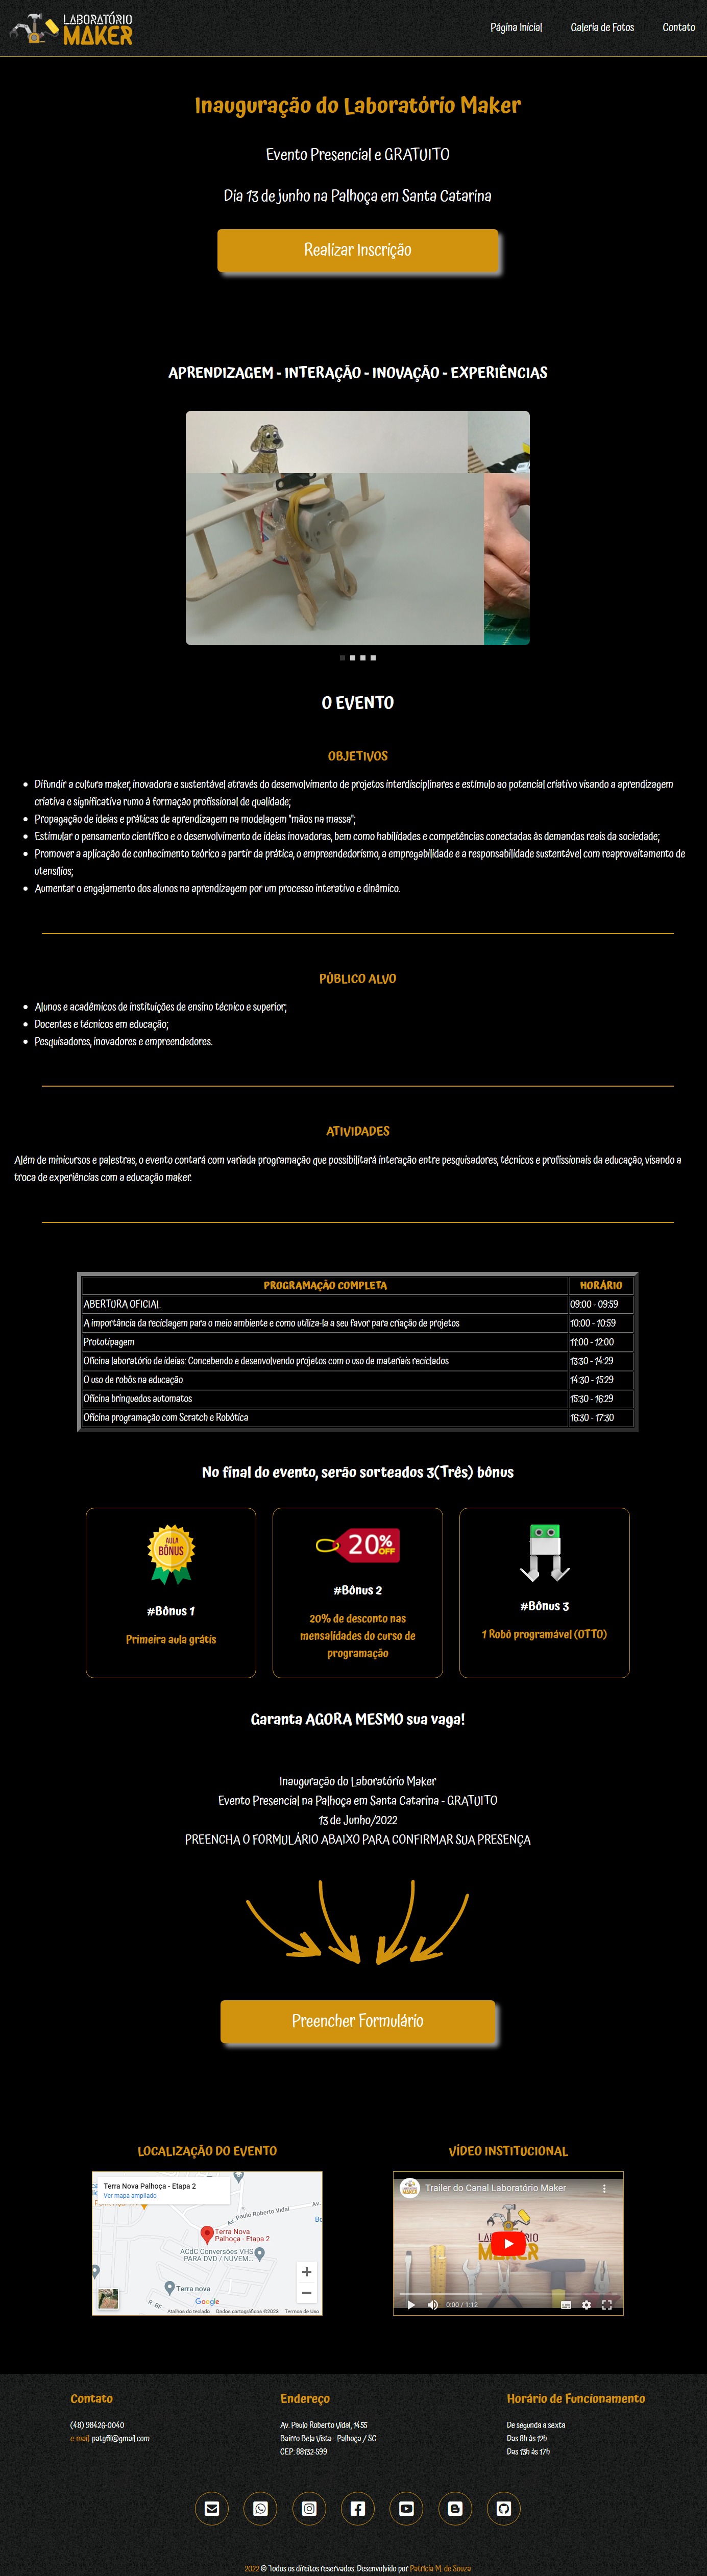 LABORATÓRIO
MAKER
Página Inicial
Galeria de Fotos
Contato
Inauguração do Laboratório Maker
Evento Presencial e GRATUITO
Dia 13 de junho na Palhoça em Santa Catarina
Realizar Inscrição
APRENDIZAGEM - INTERAÇÃO - INOVAÇÃO - EXPERIÊNCIAS
O EVENTO
OBJETIVOS
Difundir a cultura maker, inovadora e sustentável através do desenvolvimento de projetos interdisciplinares e estímulo ao potencial criativo visando a aprendizagem
criativa e significativa rumo à formação profissional de qualidade;
Propagação de ideias e práticas de aprendizagem na modelagem "mãos na massa";
Estimular o pensamento científico e o desenvolvimento de ideias inovadoras, bem como habilidades e competências conectadas às demandas reais da sociedade;
Promover a aplicação de conhecimento teórico a partir da prática, o empreendedorismo, a empregabilidade e a responsabilidade sustentável com reaproveitamento de
utensílios;
Aumentar o engajamento dos alunos na aprendizagem por um processo interativo e dinâmico.
PÚBLICO ALVO
Alunos e acadêmicos de instituições de ensino técnico e superior;
Docentes e técnicos em educação;
Pesquisadores, inovadores e empreendedores.
ATIVIDADES
Além de minicursos e palestras, o evento contará com variada programação que possibilitará interação entre pesquisadores, técnicos e profissionais da educação, visando a
troca de experiências com a educação maker.
PROGRAMAÇÃO COMPLETA HORÁRIO
ABERTURA OFICIAL 09:00 - 09:59
A importância da reciclagem para o meio ambiente e como utiliza-la a seu favor para criação de projetos 10:00 - 10:59
Prototipagem 11:00 - 12:00
Oficina laboratório de ideias: Concebendo e desenvolvendo projetos com o uso de materiais reciclados 13:30 - 14:29
O uso de robôs na educação 14:30 - 15:29
Oficina brinquedos automatos 15:30 - 16:29
Oficina programação com Scratch e Robótica 16:30 - 17:30
No final do evento, serão sorteados 3(Três) bônus
AULA
BÔNUS
#Bônus 1
Primeira aula grátis
20% OFF
#Bônus 2
20% de desconto nas
mensalidades do curso de
programação
#Bônus 3
1 Robô programável (OTTO)
Garanta AGORA MESMO sua vaga!
Inauguração do Laboratório Maker
Evento Presencial na Palhoça em Santa Catarina - GRATUITO
13 de Junho/2022
PREENCHA O FORMULÁRIO ABAIXO PARA CONFIRMAR SUA PRESENÇA
Preencher Formulário
LOCALIZAÇÃO DO EVENTO
Terra Nova Palhoça - Etapa 2
Ver mapa ampliado
Av. Paulo Roberto Vidal
Av.
Terra Nova
Palhoça - Etapa 2
ACdC Conversões VHS
PARA DVD / NUVEM...
Terra nova
R. BF
Google
Atalhos do teclado
Dados cartográficos ©2023
Termos de Uso
VÍDEO INSTITUCIONAL
Trailer do Canal Laboratório Maker
0:00 / 1:12
Contato
(48) 98426-0040
e-mail: patyfil@gmail.com
Endereço
Av. Paulo Roberto Vidal, 1455
Bairro Bela Vista - Palhoça / SC
CEP: 88132-599
Horário de Funcionamento
De segunda a sexta
Das 8h às 12h
Das 13h às 17h
2022 © Todos os direitos reservados. Desenvolvido por Patrícia M. de Souza